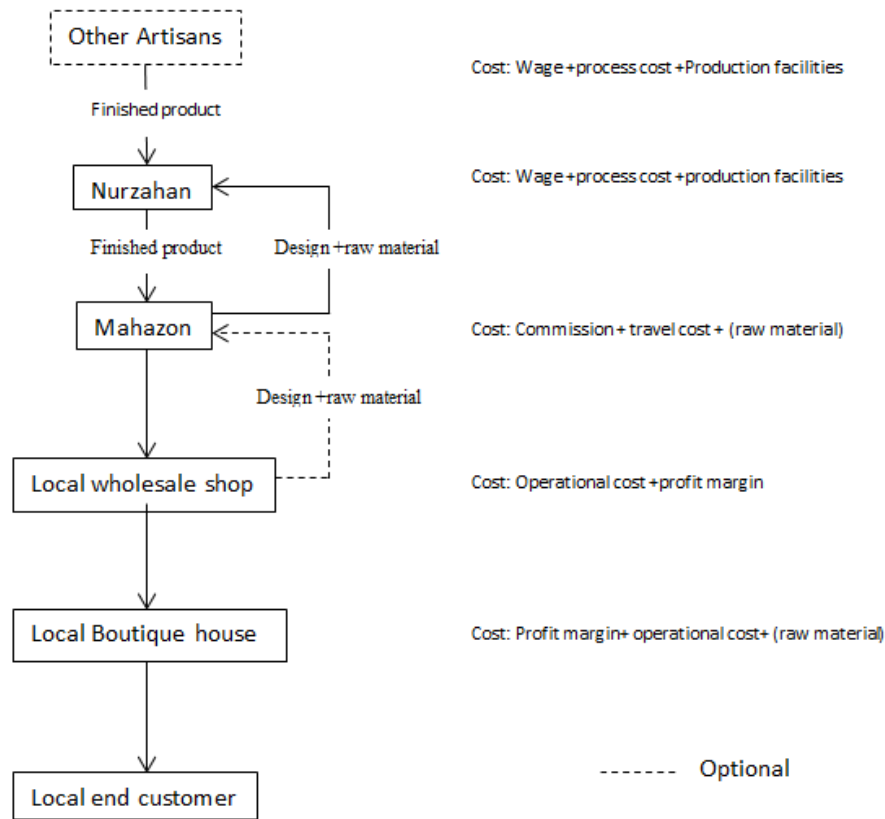 Other Artisans
Cost: Wage +process cost +Production facilities
Finished product
Nurzahan
Cost: Wage +process cost +production facilities
Finished product
Design +raw material
Mahazon
Cost: Commission+ travel cost+ (raw material)
Design +raw material
Local wholesale shop
Cost: Operational cost +profit margin
Local Boutique house
Cost: Profit margin+ operational cost+ (raw material)
Optional
Local end customer